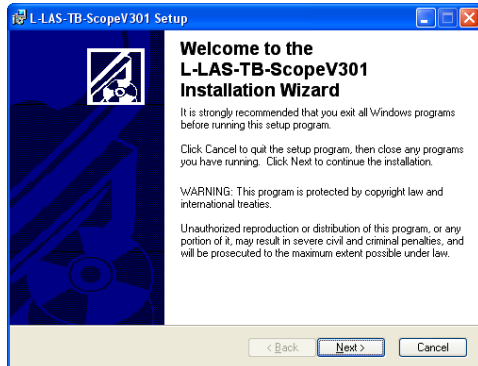 L-LAS-TB-ScopeV301 Setup
Welcome to the
L-LAS-TB-ScopeV301
Installation Wizard
It is strongly recommended that you exit all Windows programs
before running this setup program.
Click Cancel to quit the setup program, then close any programs
you have running. Click Next to continue the installation.
WARNING: This program is protected by copyright law and
international treaties.
Unauthorized reproduction or distribution of this program, or any
portion of it, may result in severe civil and criminal penalties, and
will be prosecuted to the maximum extent possible under law.
< Back Next > Cancel